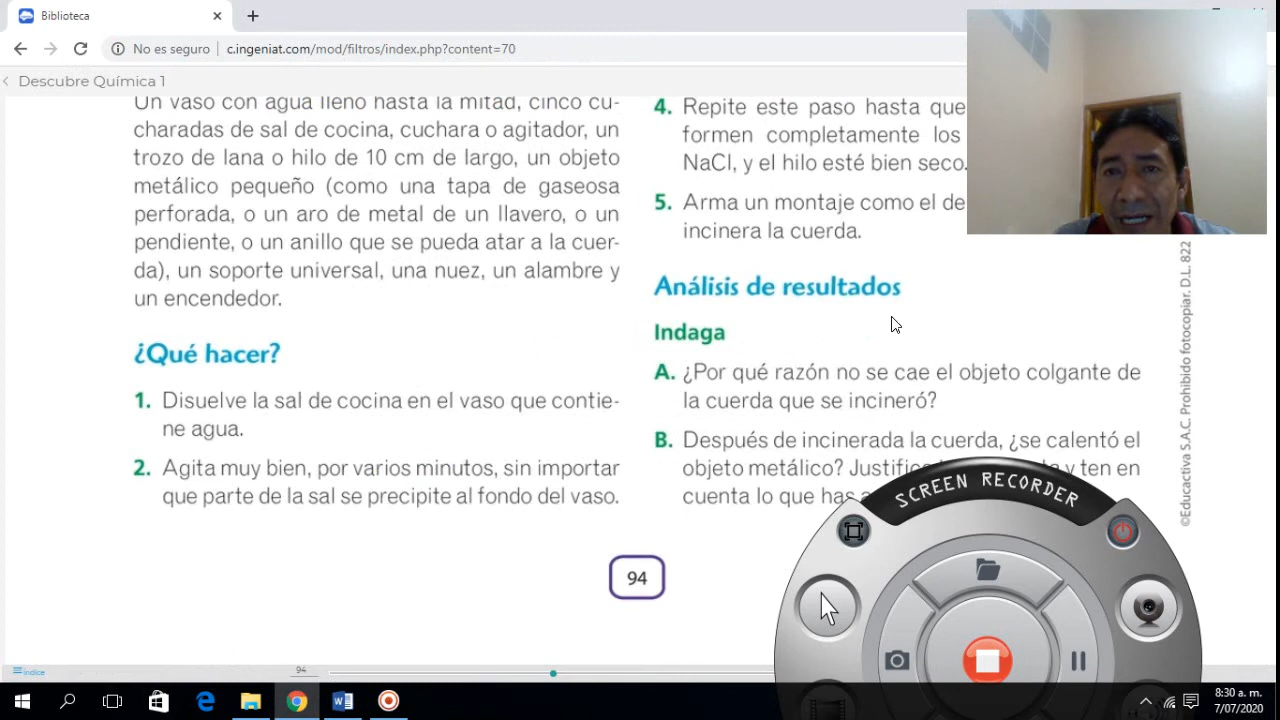 Biblioteca
No es seguro
c.ingeniat.com/mod/filtros/index.php?content=70
Descubre Química 1
Un vaso con agua lleno hasta la mitad, cinco cu-
charadas de sal de cocina, cuchara o agitador, un
trozo de lana o hilo de 10 cm de largo, un objeto
metálico pequeño (como una tapa de gaseosa
perforada, o un aro de metal de un llavero, o un
pendiente, o un anillo que se pueda atar a la cuer-
da), un soporte universal, una nuez, un alambre y
un encendedor.
¿Qué hacer?
1. Disuelve la sal de cocina en el vaso que contie-
ne agua.
2. Agita muy bien, por varios minutos, sin importar
que parte de la sal se precipite al fondo del vaso.
4. Repite este paso hasta que
formen completamente los
NaCl, y el hilo esté bien seco.
5. Arma un montaje como el de
incinera la cuerda.
Análisis de resultados
Indaga
A. ¿Por qué razón no se cae el objeto colgante de
la cuerda que se incineró?
B. Después de incinerada la cuerda, ¿se calentó el
objeto metálico? Justific y ten en
cuenta lo que has
©Educactiva S.A.C. Prohibido fotocopiar. D.L. 822
94
SCREEN RECORDER
Índice
94
8:30 a. m.
7/07/2020